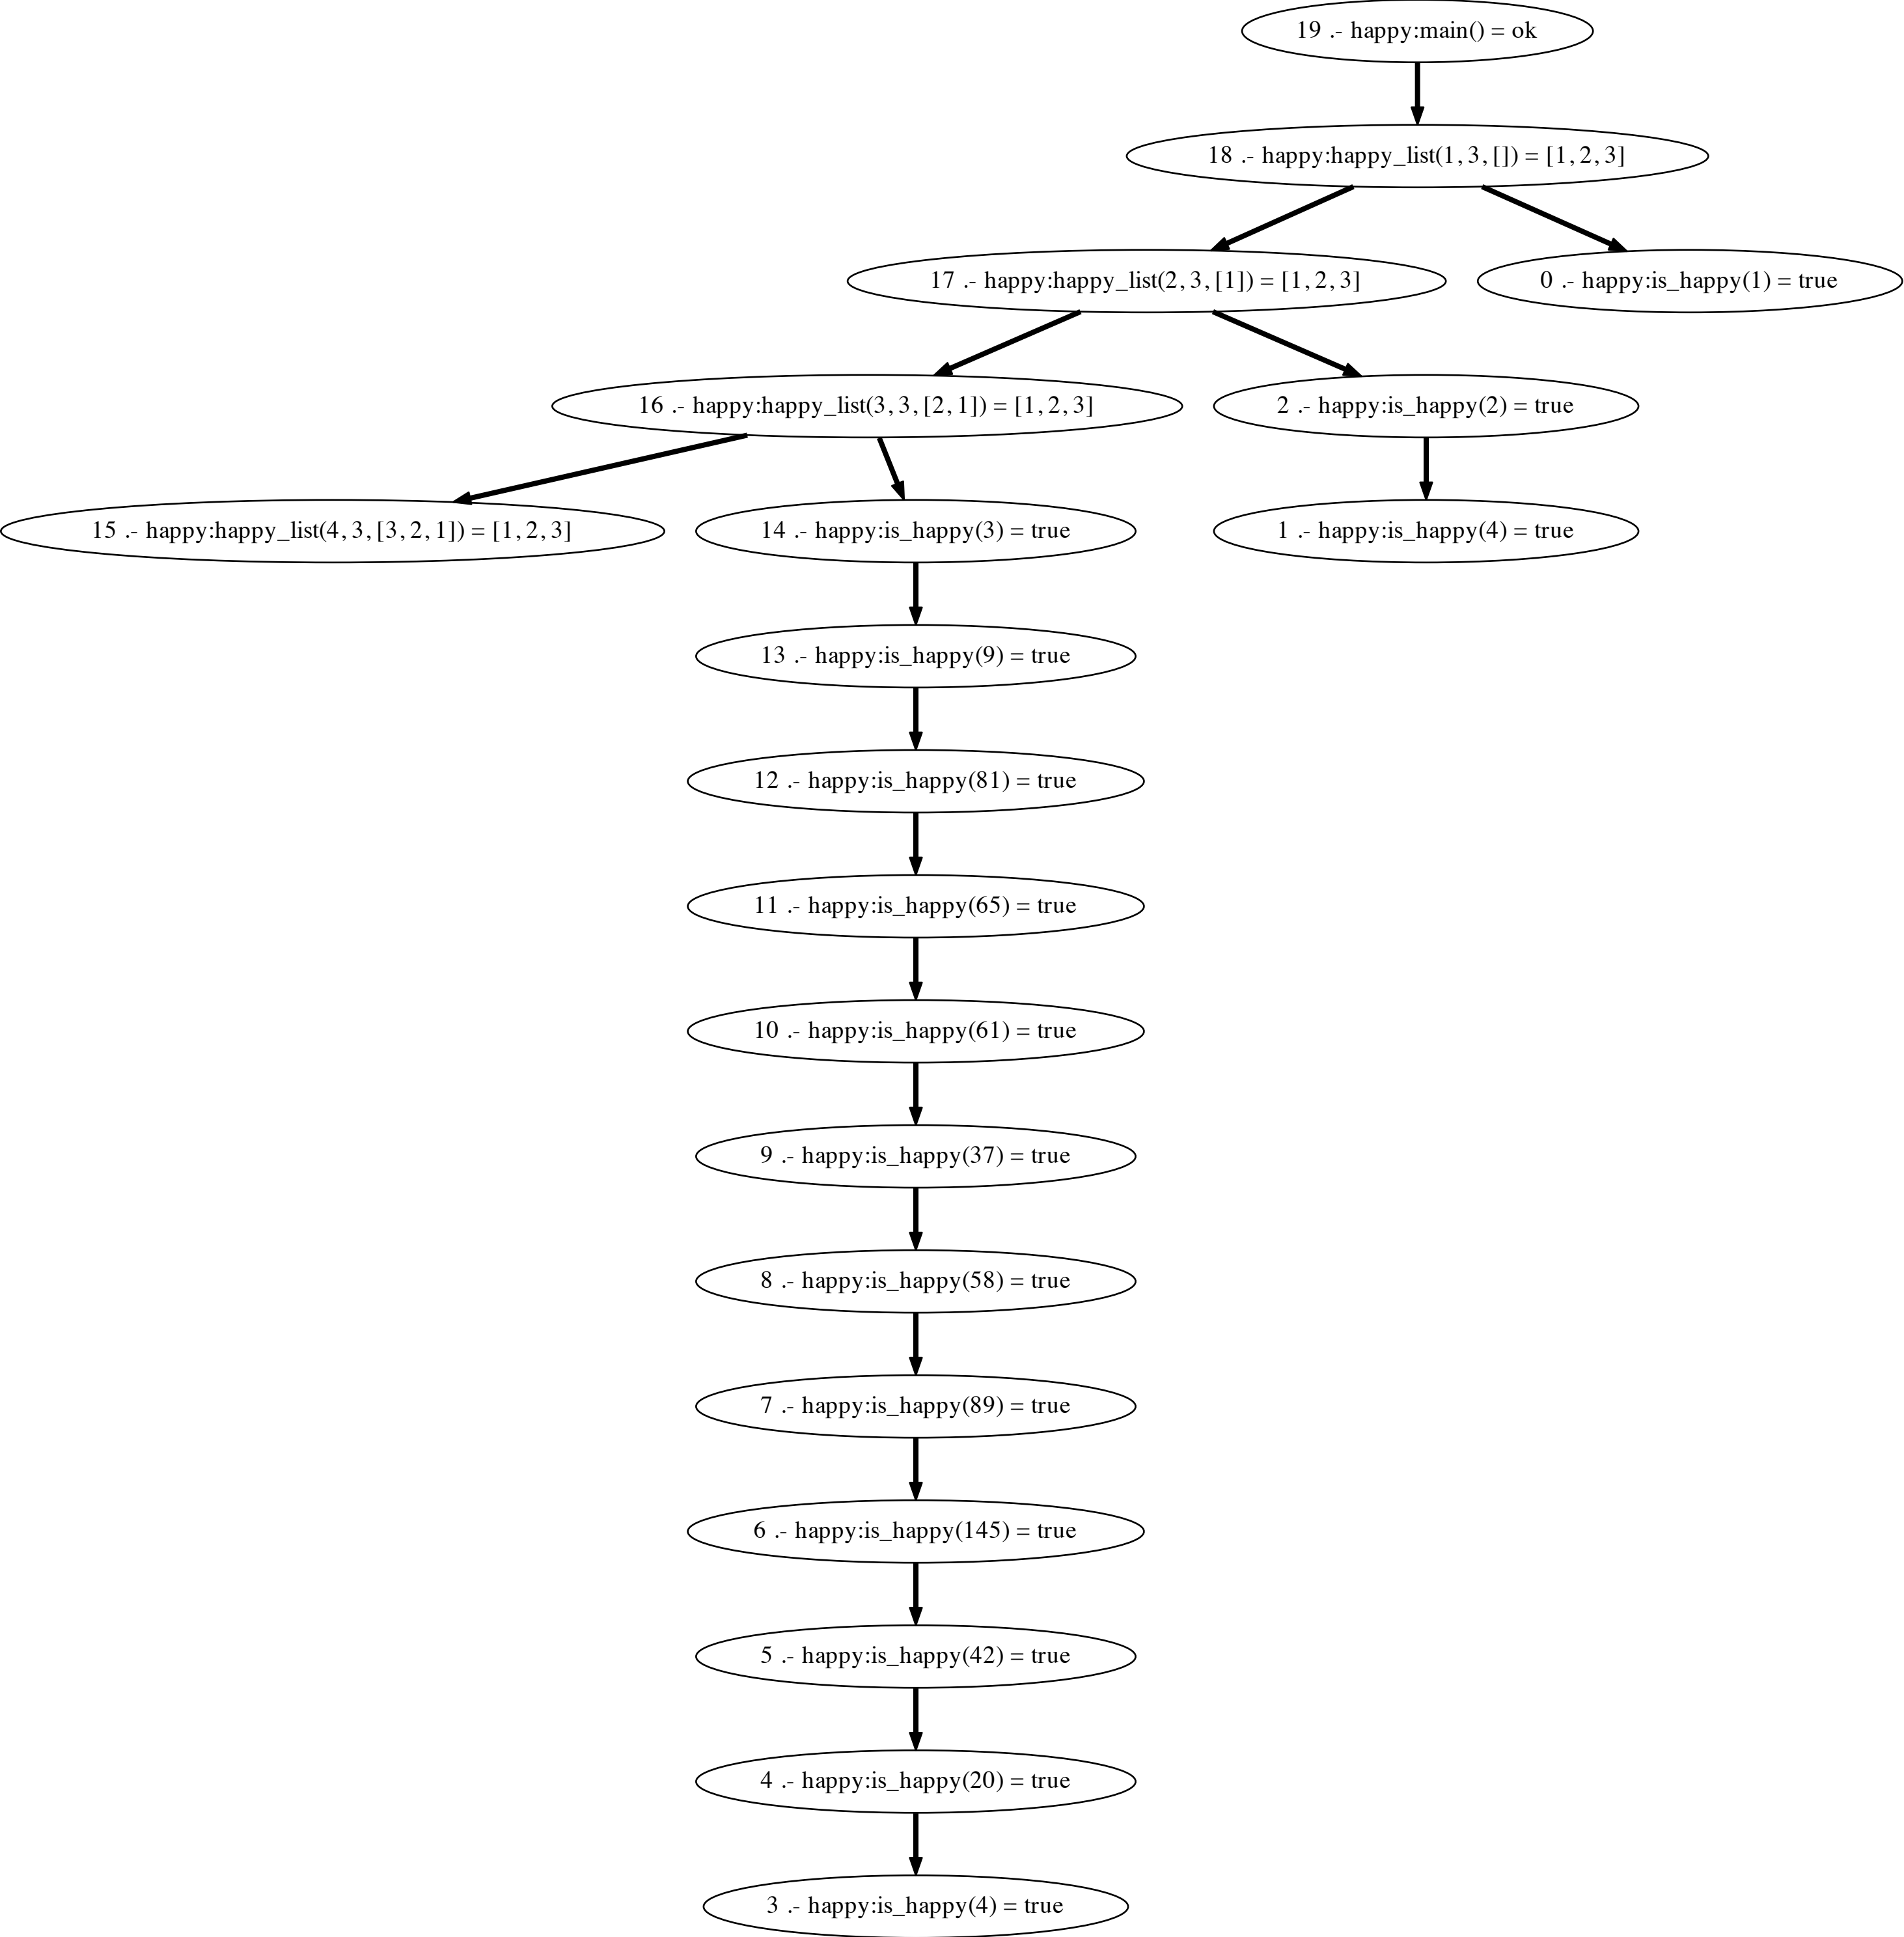 19 .- happy:main() = ok
18 .- happy:happy_list(1, 3, []) = [1, 2, 3]
17 .- happy:happy_list(2, 3, [1]) = [1, 2, 3]
0 .- happy:is_happy(1) = true
16 .- happy:happy_list(3, 3, [2, 1]) = [1, 2, 3]
2 .- happy:is_happy(2) = true
15 .- happy:happy_list(4, 3, [3, 2, 1]) = [1, 2, 3]
14 .- happy:is_happy(3) = true
1 .- happy:is_happy(4) = true
13 .- happy:is_happy(9) = true
12 .- happy:is_happy(81) = true
11 .- happy:is_happy(65) = true
10 .- happy:is_happy(61) = true
9 .- happy:is_happy(37) = true
8 .- happy:is_happy(58) = true
7 .- happy:is_happy(89) = true
6 .- happy:is_happy(145) = true
5 .- happy:is_happy(42) = true
4 .- happy:is_happy(20) = true
3 .- happy:is_happy(4) = true